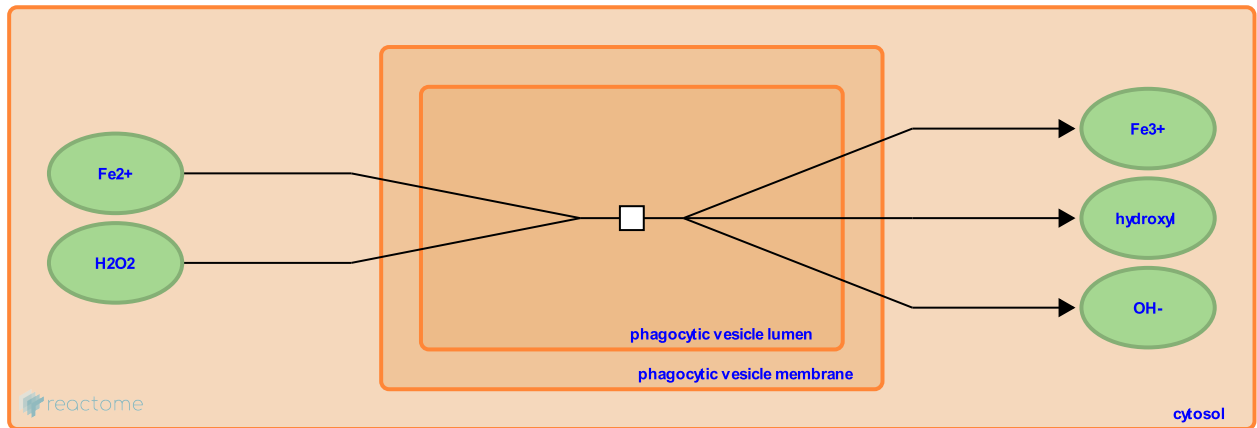 Fe2+
H2O2
Fe3+
hydroxyl
OH-
phagocytic vesicle lumen
phagocytic vesicle membrane
reactome
cytosol